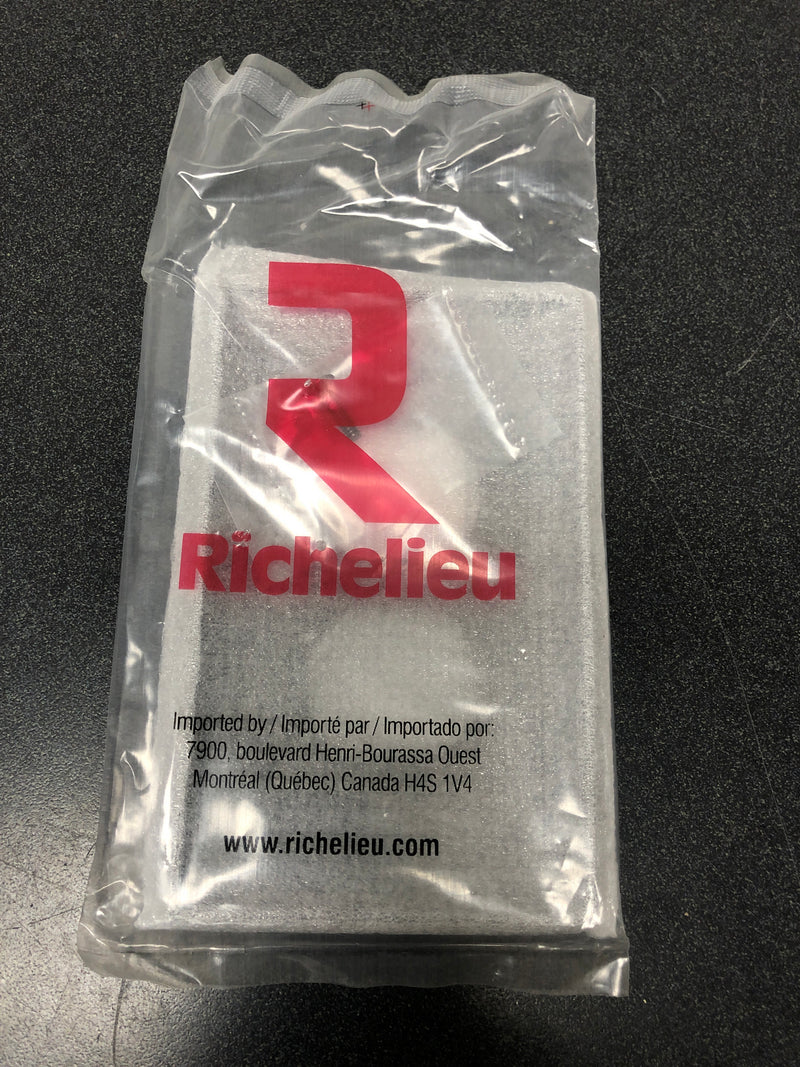 R
Richelieu
Imported by / Importé par / Importado por:
7900, boulevard Henri-Bourassa Ouest
Montréal (Québec) Canada H4S 1V4
www.richelieu.com